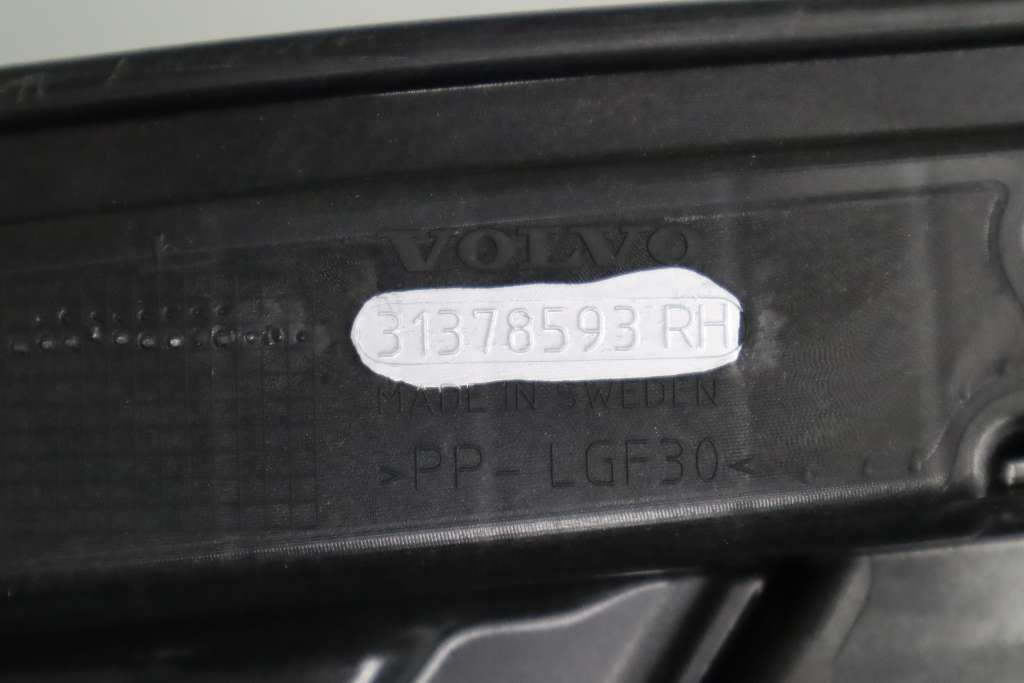 VOLVO
31378593 RH
MADE IN SWEDEN
>PP-LGF30<